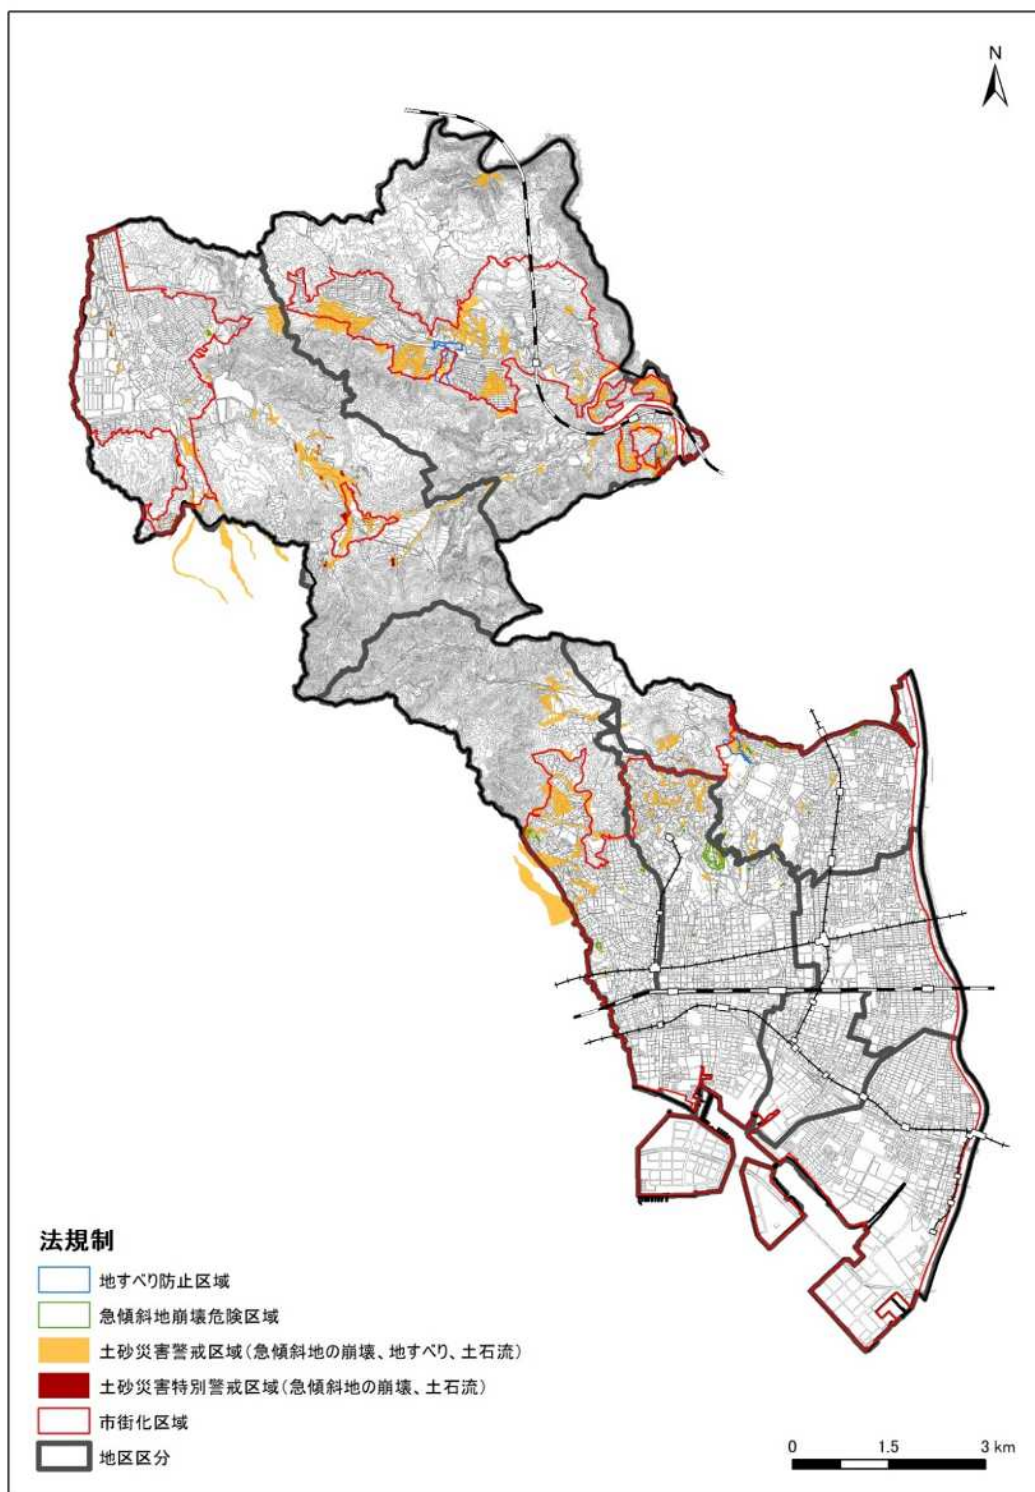 N
法規制
地すべり防止区域
急傾斜地崩壊危険区域
土砂災害警戒区域(急傾斜地の崩壊、地すべり、土石流)
土砂災害特別警戒区域(急傾斜地の崩壊、土石流)
市街化区域
地区区分
0 1.5 3 km